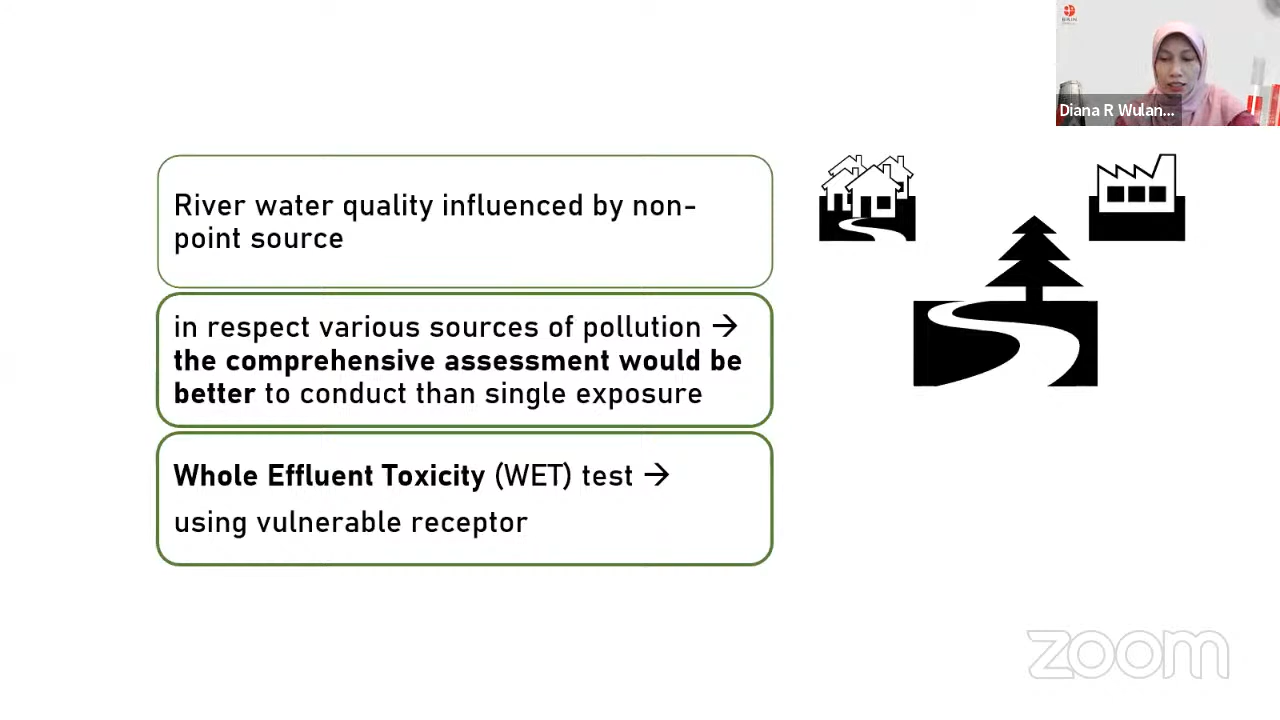 BRIN
Diana R Wulan...
River water quality influenced by non-
point source
in respect various sources of pollution →
the comprehensive assessment would be
better to conduct than single exposure
Whole Effluent Toxicity (WET) test →
using vulnerable receptor
zoom